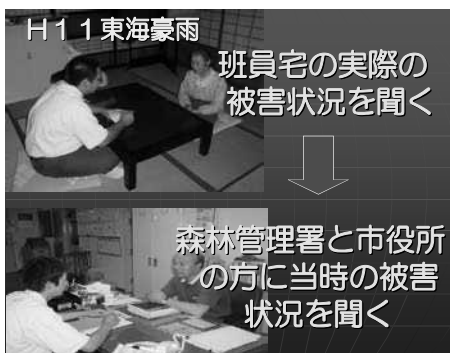 H11東海豪雨
班員宅の実際の
被害状況を聞く
森林管理署と市役所
の方に当時の被害
状況を聞く